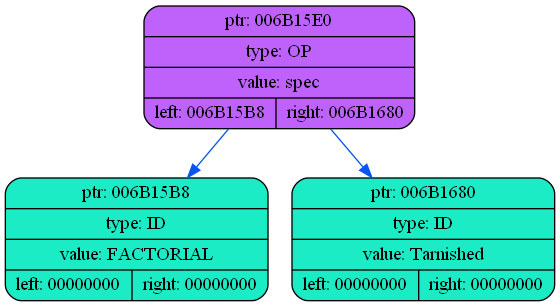 ptr: 006B15E0
type: OP
value: spec
left: 006B15B8 right: 006B1680
ptr: 006B15B8
type: ID
value: FACTORIAL
left: 00000000 right: 00000000
ptr: 006B1680
type: ID
value: Tarnished
left: 00000000 right: 00000000